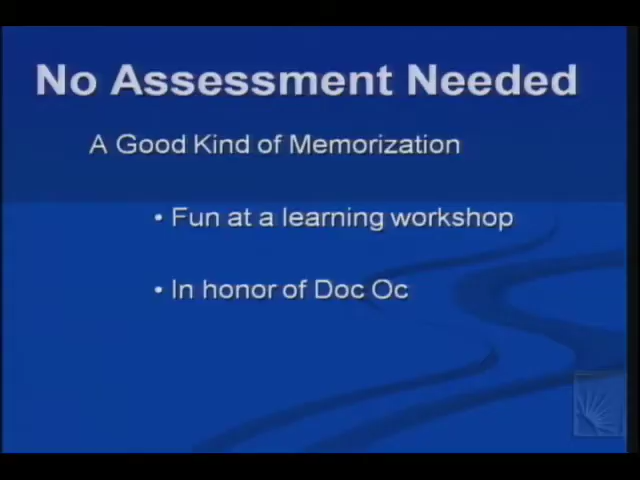 No Assessment Needed
A Good Kind of Memorization
• Fun at a learning workshop
• In honor of Doc Oc